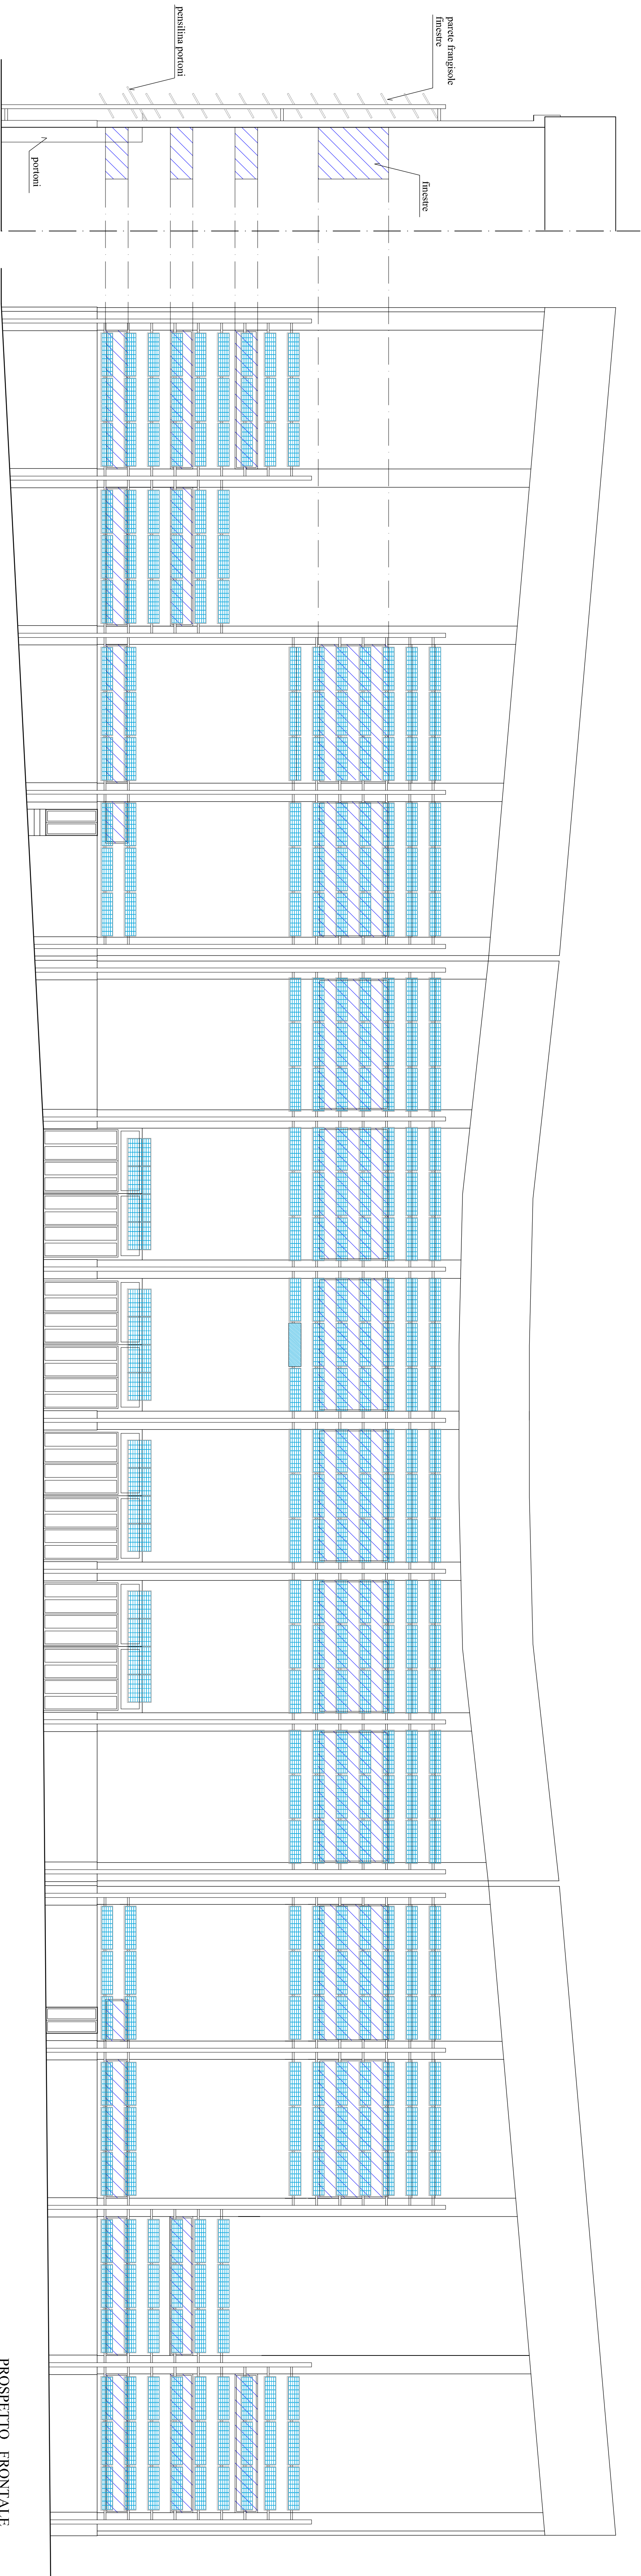 pensilina portoni
parete frangisole
finestre
portoni
finestre
PROSPETTO FRONTALE